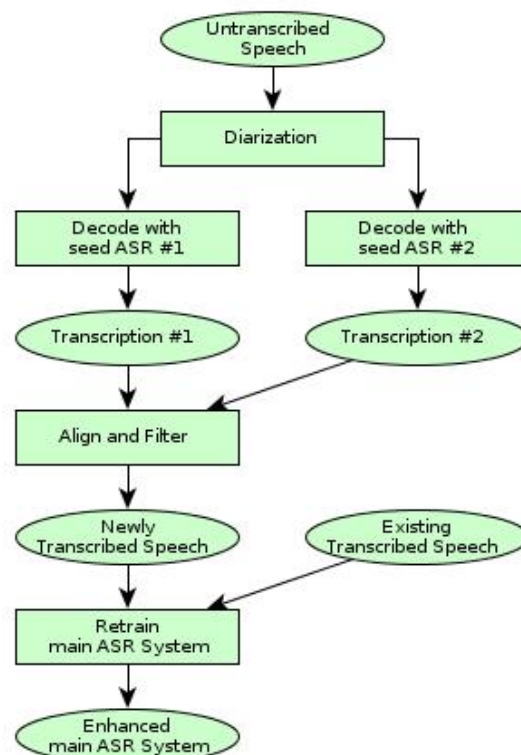 Untranscribed
Speech
Diarization
Decode with
seed ASR #1
Decode with
seed ASR #2
Transcription #1
Transcription #2
Align and Filter
Newly
Transcribed Speech
Existing
Transcribed Speech
Retrain
main ASR System
Enhanced
main ASR System